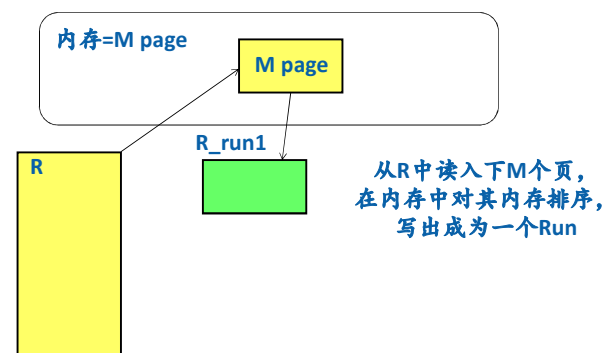 内存=M page
M page
R_run1
R
从R中读入下M个页,
在内存中对其内存排序,
写出成为一个Run